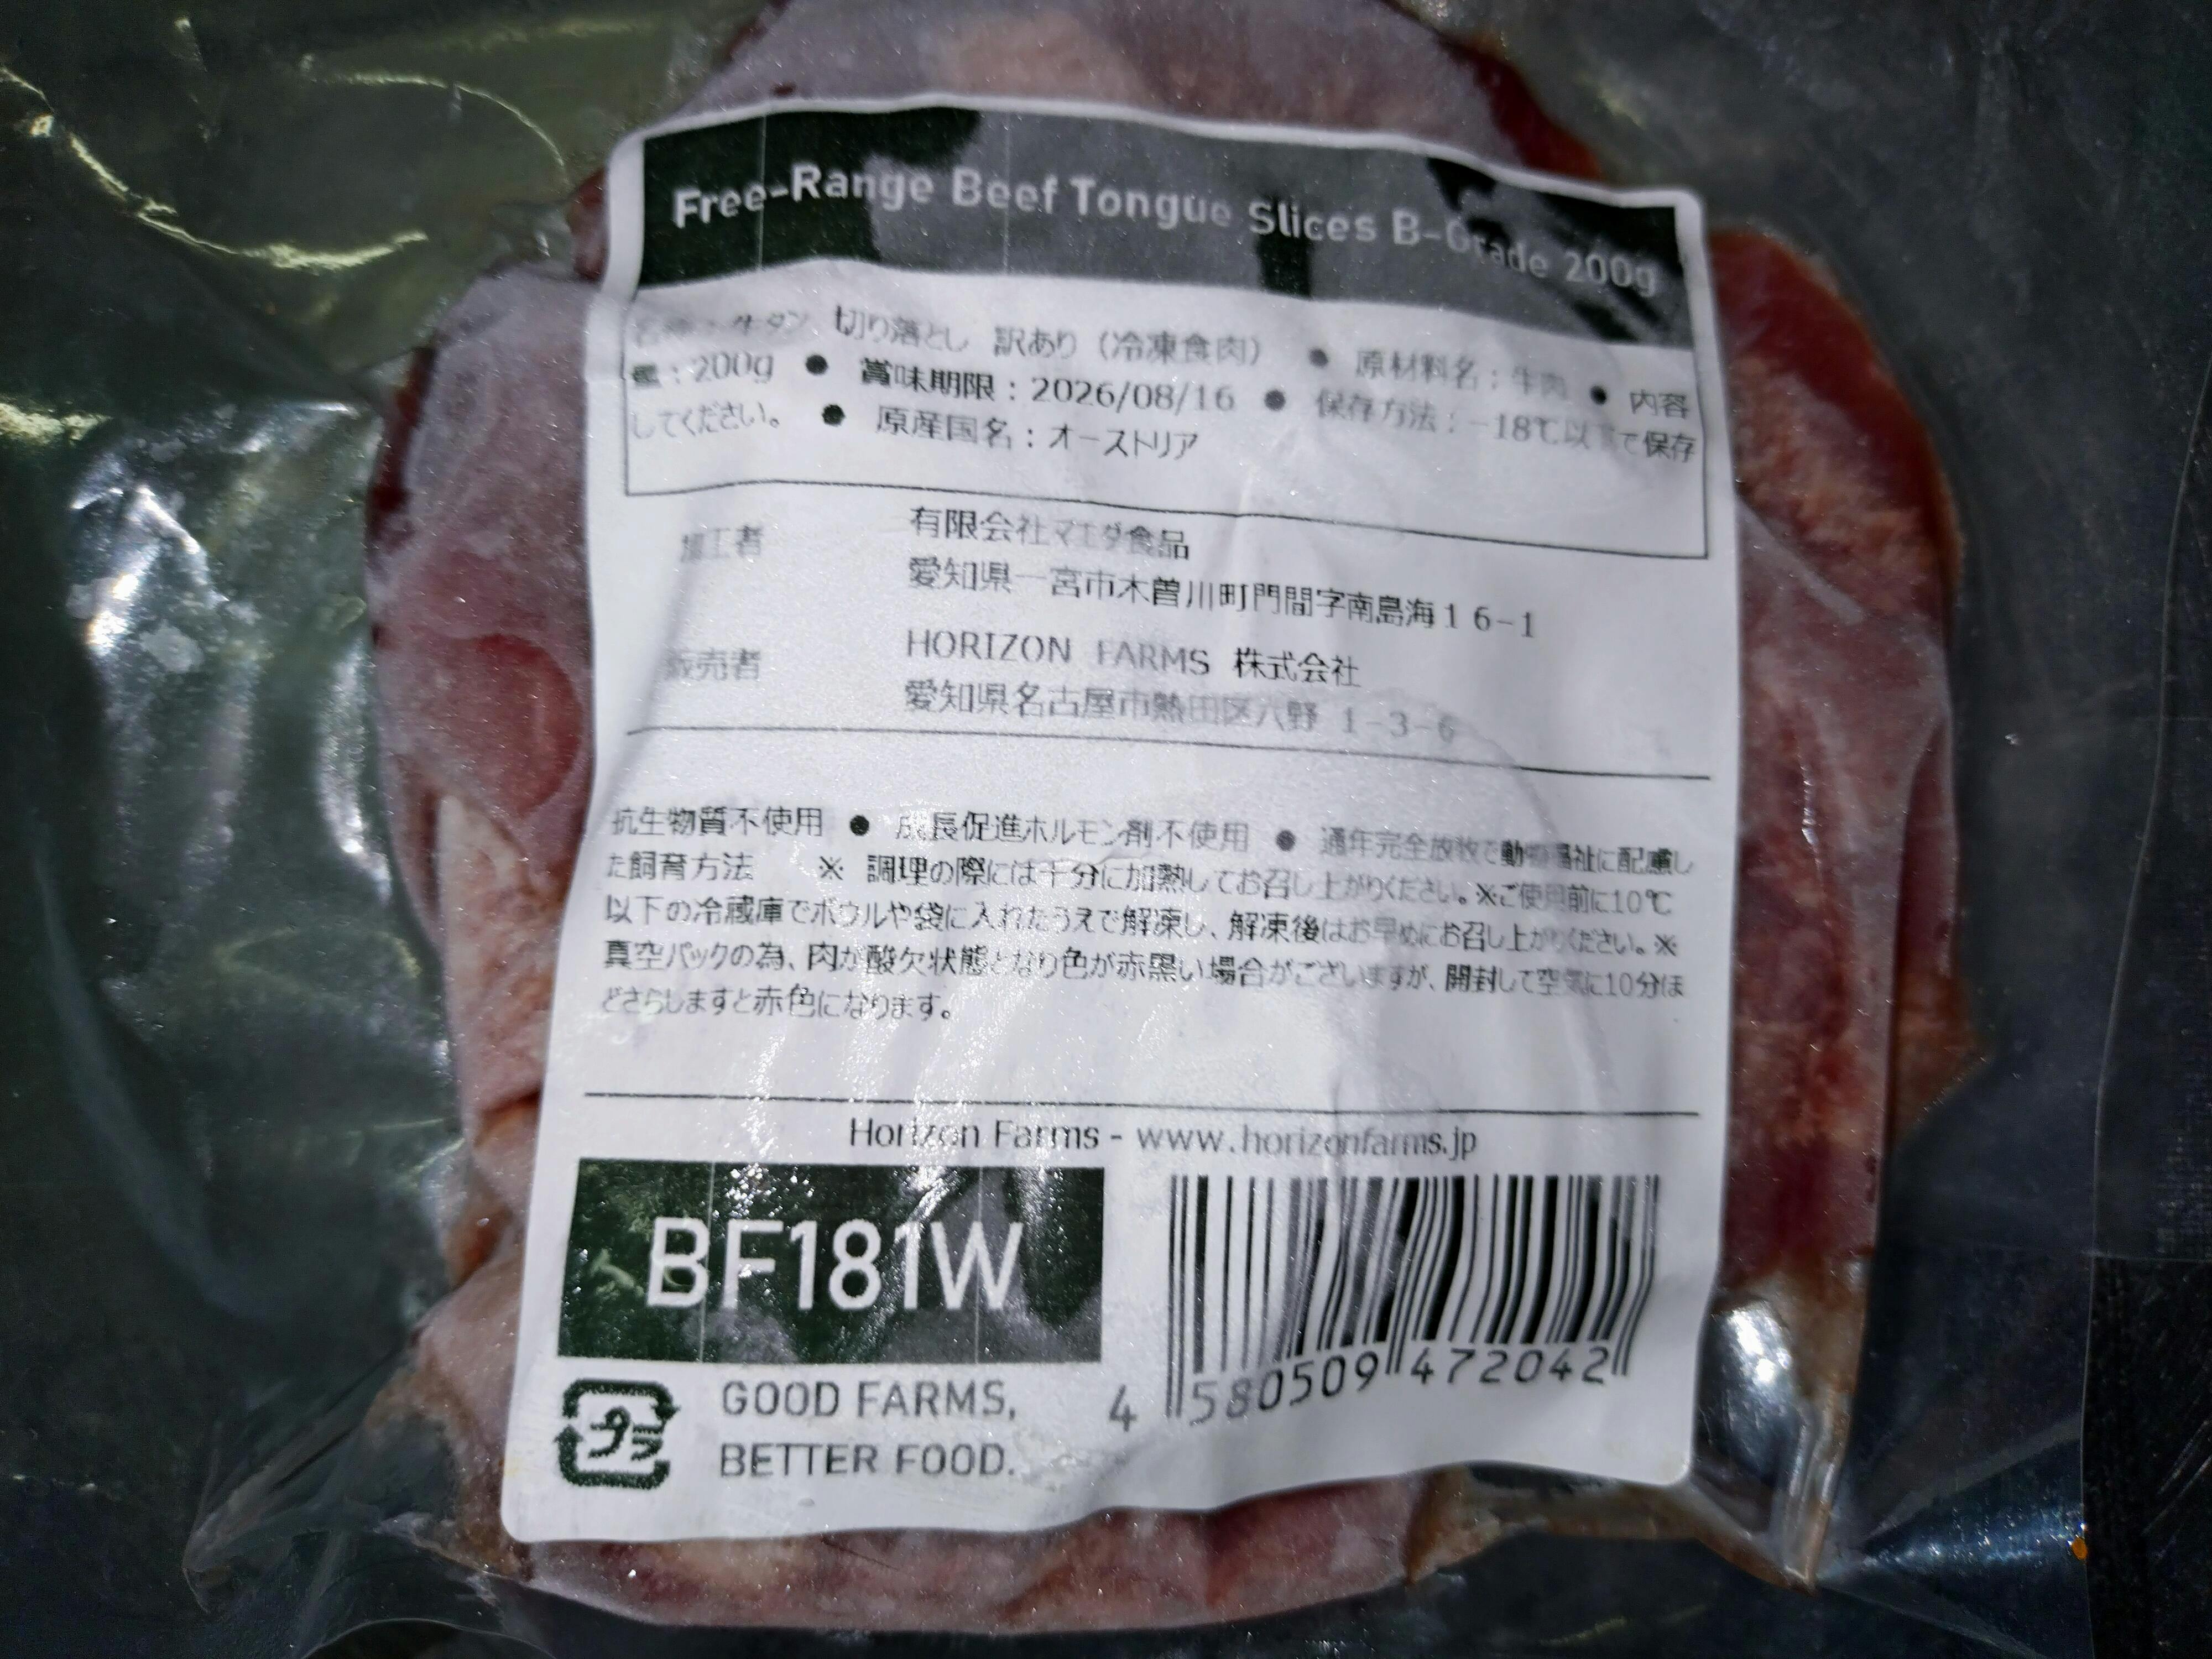 Free-Range Beef Tongue Slices B-Grade 200g
名称：牛タン 切り落とし 訳あり（冷凍食肉） ● 原材料名：牛肉 ● 内容
量：200g ● 賞味期限：2026/08/16 ● 保存方法：-18℃以下で保存
してください。 ● 原産国名：オーストリア
加工者 有限会社マエダ食品
愛知県一宮市木曽川町門間字南島海16-1
販売者 HORIZON FARMS 株式会社
愛知県名古屋市熱田区六野 1-3-6
抗生物質不使用 ● 成長促進ホルモン剤不使用 ● 通年完全放牧で動物福祉に配慮し
た飼育方法 ※ 調理の際には十分に加熱してお召し上がりください。※ご使用前に10℃
以下の冷蔵庫でボウルや袋に入れたうえで解凍し、解凍後はお早めにお召し上がりください。※
真空パックの為、肉が酸欠状態となり色が赤黒い場合がございますが、開封して空気に10分ほ
どさらしますと赤色になります。
Horizon Farms - www.horizonfarms.jp
BF181W
4 580509 472042
プラ
GOOD FARMS,
BETTER FOOD.